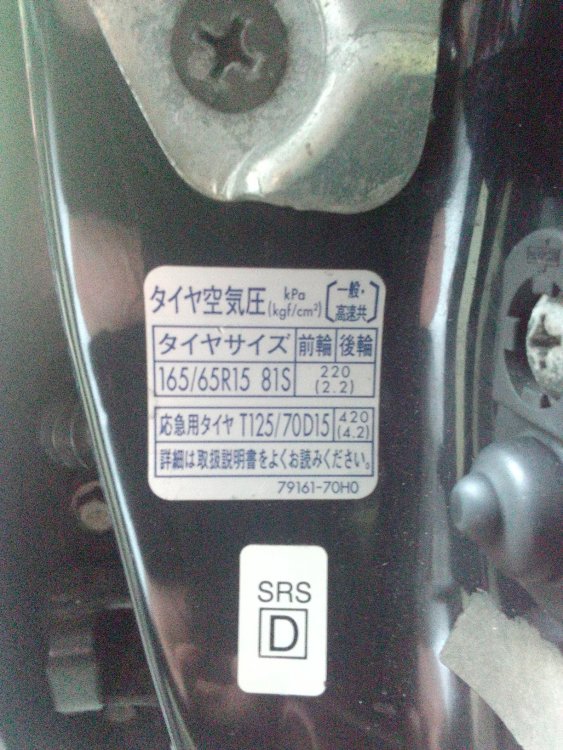 タイヤ空気圧 kPa (kgf/cm²) [一般・高速共]
タイヤサイズ 前輪 後輪
165/65R15 81S 220 (2.2)
応急用タイヤ T125/70D15 420 (4.2)
詳細は取扱説明書をよくお読みください。
79161-70H0
SRS
D